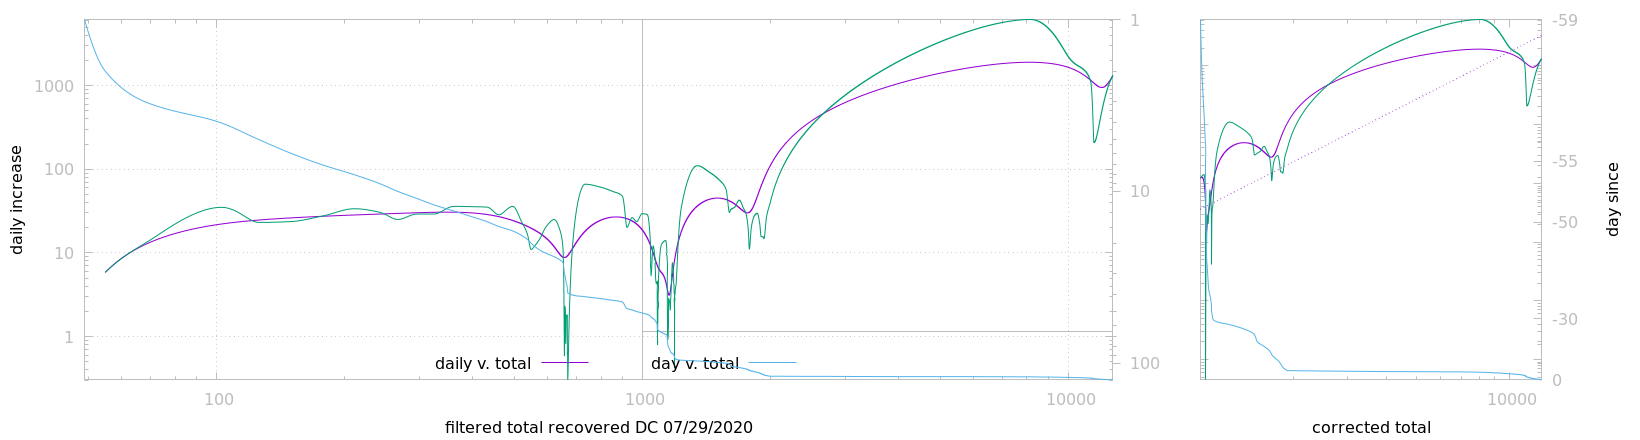 1
-59
1000
daily increase
100
10
-55
day since
10
-50
-30
1
daily v. total
day v. total
100
0
100
1000
10000
10000
filtered total recovered DC 07/29/2020
corrected total